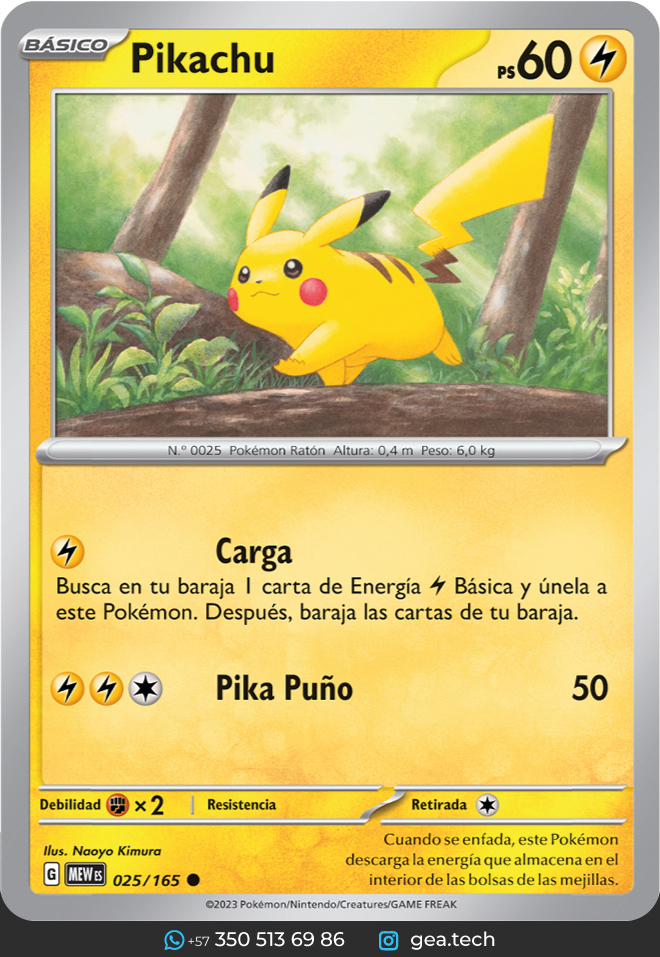 BÁSICO
Pikachu
PS 60
N.º 0025 Pokémon Ratón Altura: 0,4 m Peso: 6,0 kg
Carga
Busca en tu baraja 1 carta de Energía Básica y únela a
este Pokémon. Después, baraja las cartas de tu baraja.
Pika Puño 50
Debilidad ×2 Resistencia Retirada
Ilus. Naoyo Kimura
Cuando se enfada, este Pokémon
descarga la energía que almacena en el
interior de las bolsas de las mejillas.
G MEW ES 025/165
©2023 Pokémon/Nintendo/Creatures/GAME FREAK
+57 350 513 69 86 gea.tech